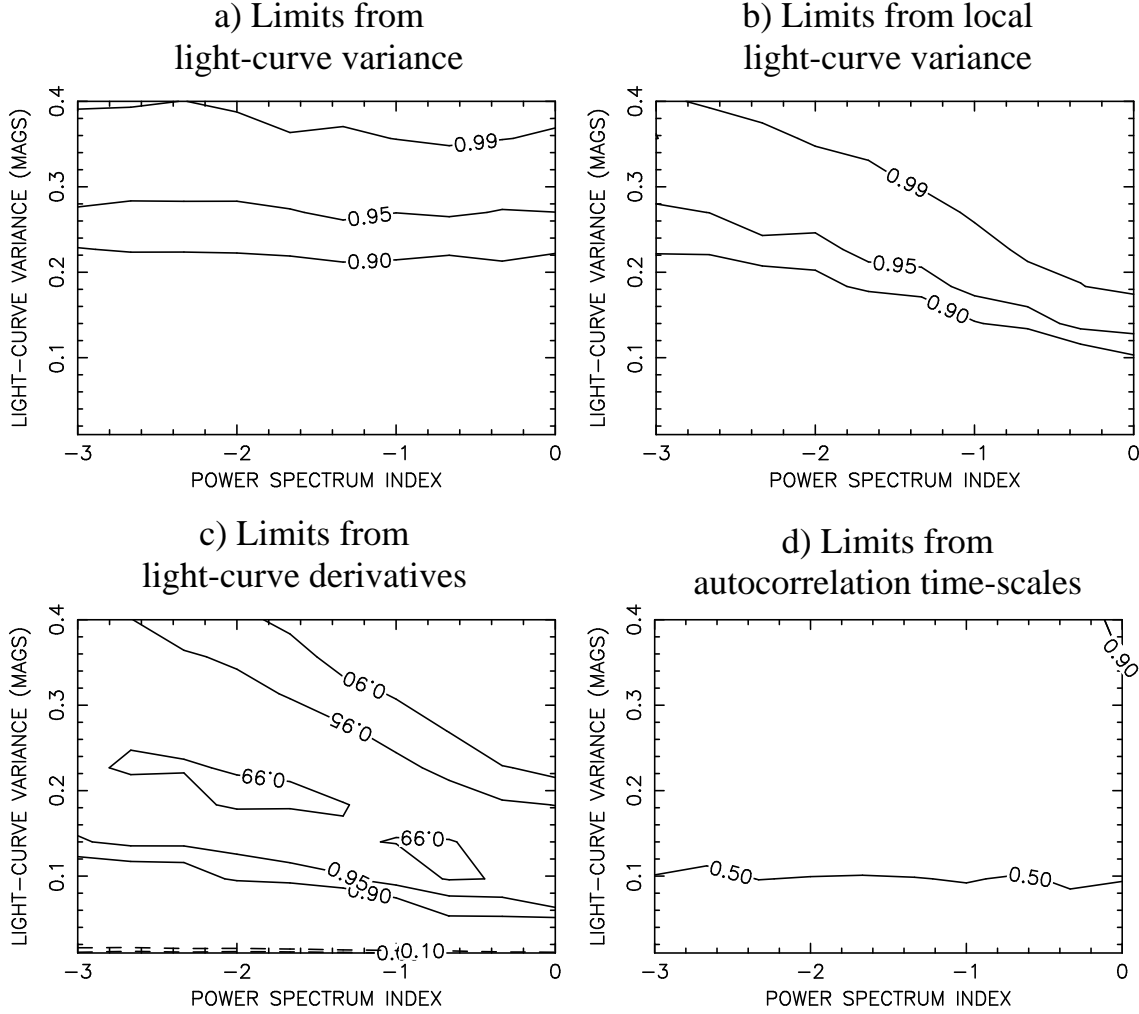 a) Limits from
light-curve variance
b) Limits from local
light-curve variance
LIGHT-CURVE VARIANCE (MAGS)
0.4
0.3
0.2
0.1
0.99
0.95
0.90
-3 -2 -1 0
POWER SPECTRUM INDEX
LIGHT-CURVE VARIANCE (MAGS)
0.4
0.3
0.2
0.1
0.99
0.95
0.90
-3 -2 -1 0
POWER SPECTRUM INDEX
c) Limits from
light-curve derivatives
d) Limits from
autocorrelation time-scales
LIGHT-CURVE VARIANCE (MAGS)
0.4
0.3
0.2
0.1
0.90
0.95
0.99
0.99
0.95
0.90
0.10
-3 -2 -1 0
POWER SPECTRUM INDEX
LIGHT-CURVE VARIANCE (MAGS)
0.4
0.3
0.2
0.1
0.90
0.50
0.50
-3 -2 -1 0
POWER SPECTRUM INDEX